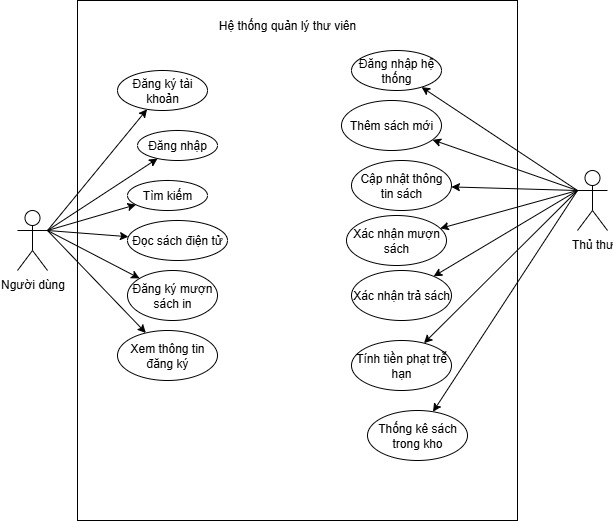 Hệ thống quản lý thư viên
Đăng ký tài
khoản
Đăng nhập
Tìm kiếm
Đọc sách điện tử
Đăng ký mượn
sách in
Xem thông tin
đăng ký
Người dùng
Đăng nhập hệ
thống
Thêm sách mới
Cập nhật thông
tin sách
Xác nhận mượn
sách
Xác nhận trả sách
Tính tiền phạt trễ
hạn
Thống kê sách
trong kho
Thủ thư